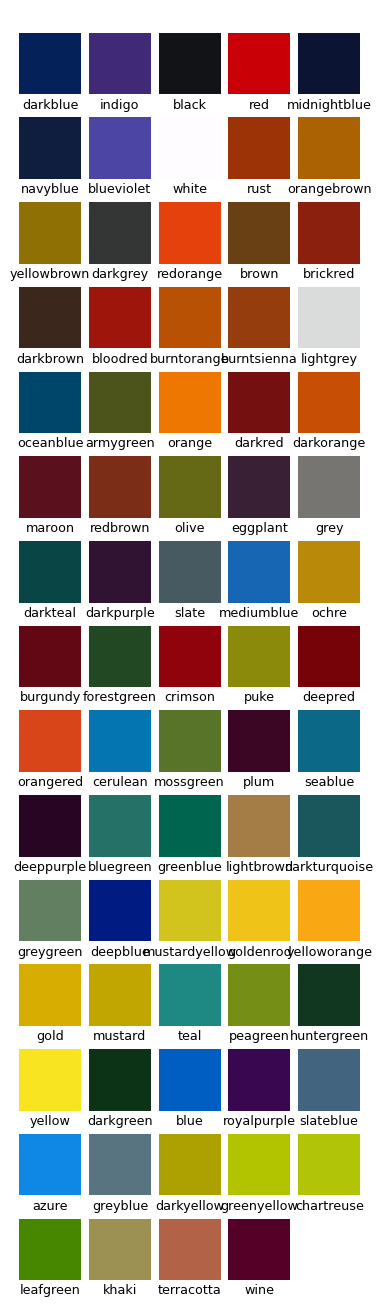 darkblue indigo black red midnightblue
navyblue blueviolet white rust orangebrown
yellowbrown darkgrey redorange brown brickred
darkbrown bloodred burntorange burntsienna lightgrey
oceanblue armygreen orange darkred darkorange
maroon redbrown olive eggplant grey
darkteal darkpurple slate mediumblue ochre
burgundy forestgreen crimson puke deepred
orangered cerulean mossgreen plum seablue
deeppurple bluegreen greenblue lightbrown darkturquoise
greygreen deepblue mustardyellow goldenrod yelloworange
gold mustard teal peagreen huntergreen
yellow darkgreen blue royalpurple slateblue
azure greyblue darkyellow greenyellow chartreuse
leafgreen khaki terracotta wine